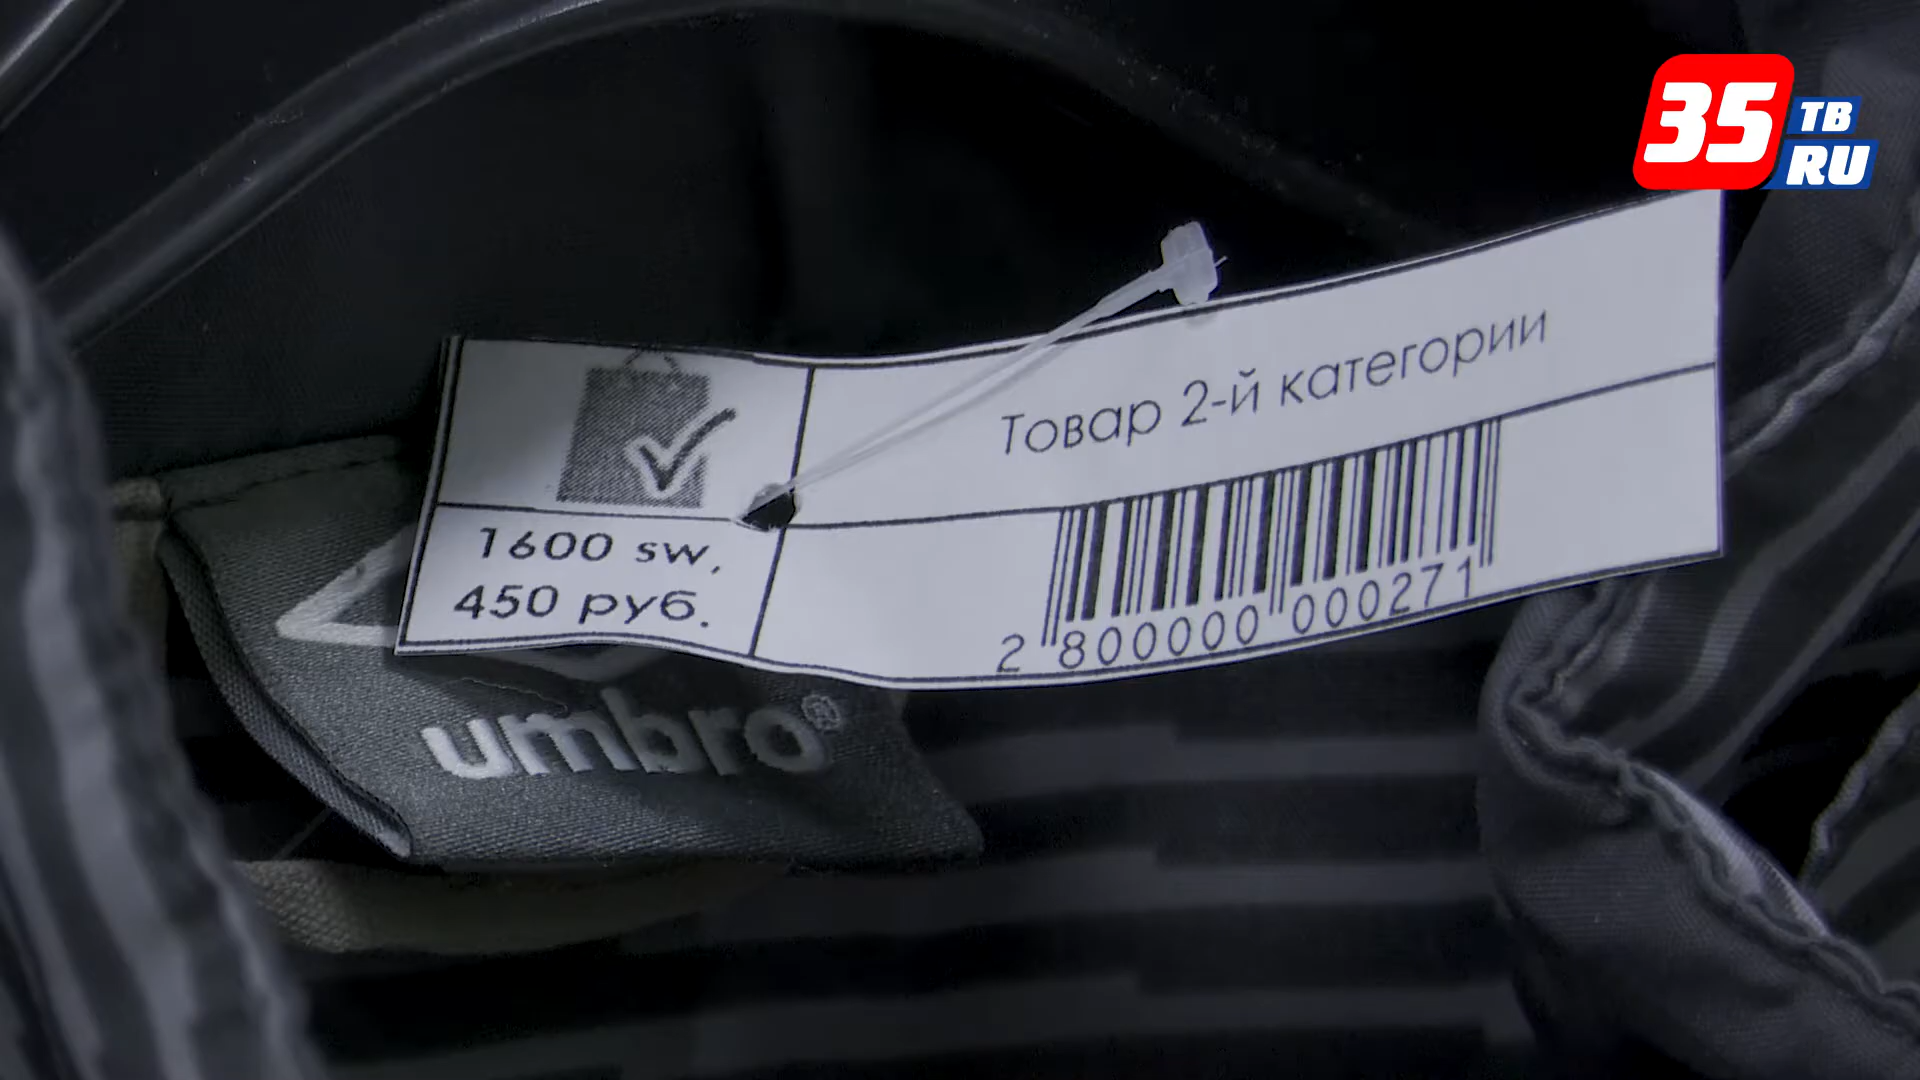 35
ТВ
RU
Товар 2-й категории
1600 sw,
450 руб.
2 800000 000271
umbro®